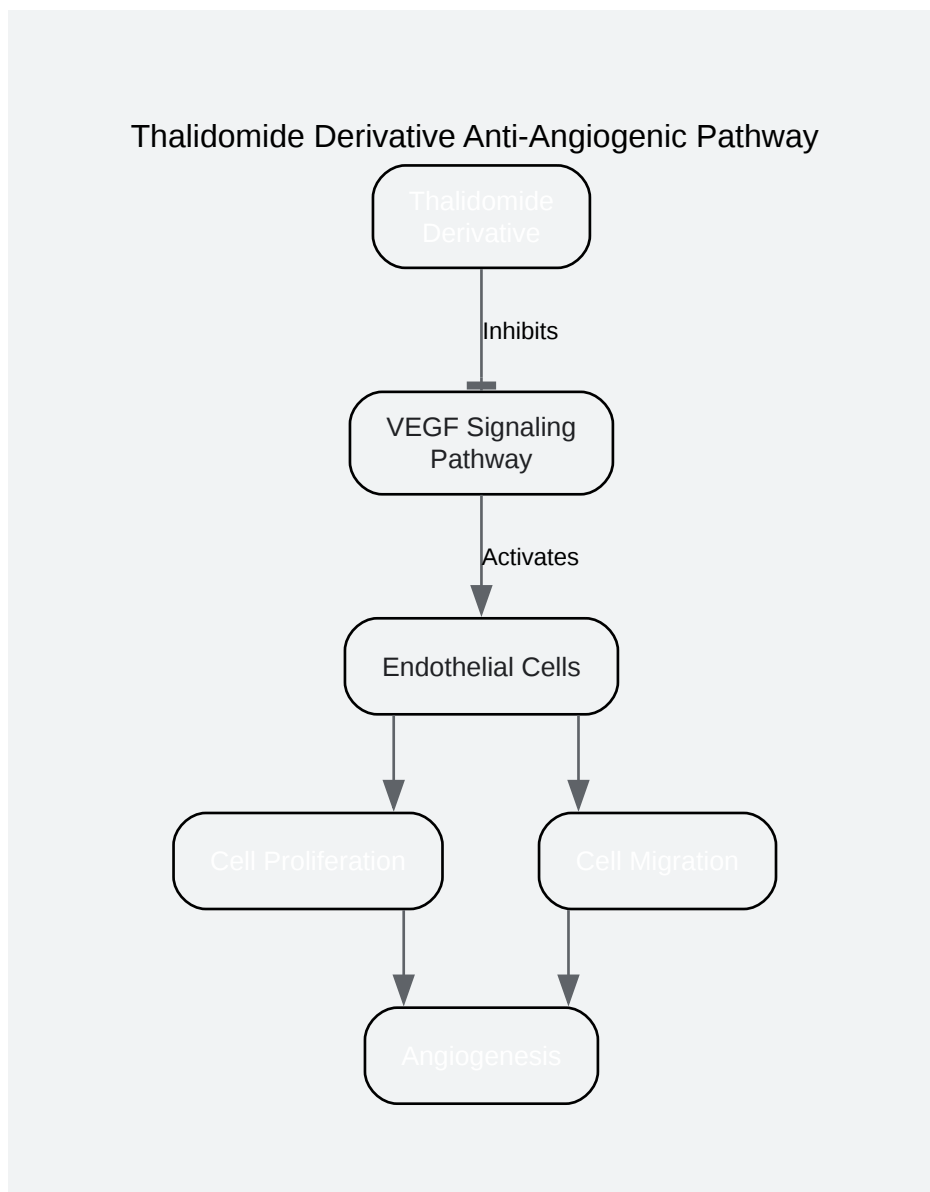 Thalidomide Derivative Anti-Angiogenic Pathway
Thalidomide
Derivative
Inhibits
VEGF Signaling
Pathway
Activates
Endothelial Cells
Cell Proliferation
Cell Migration
Angiogenesis